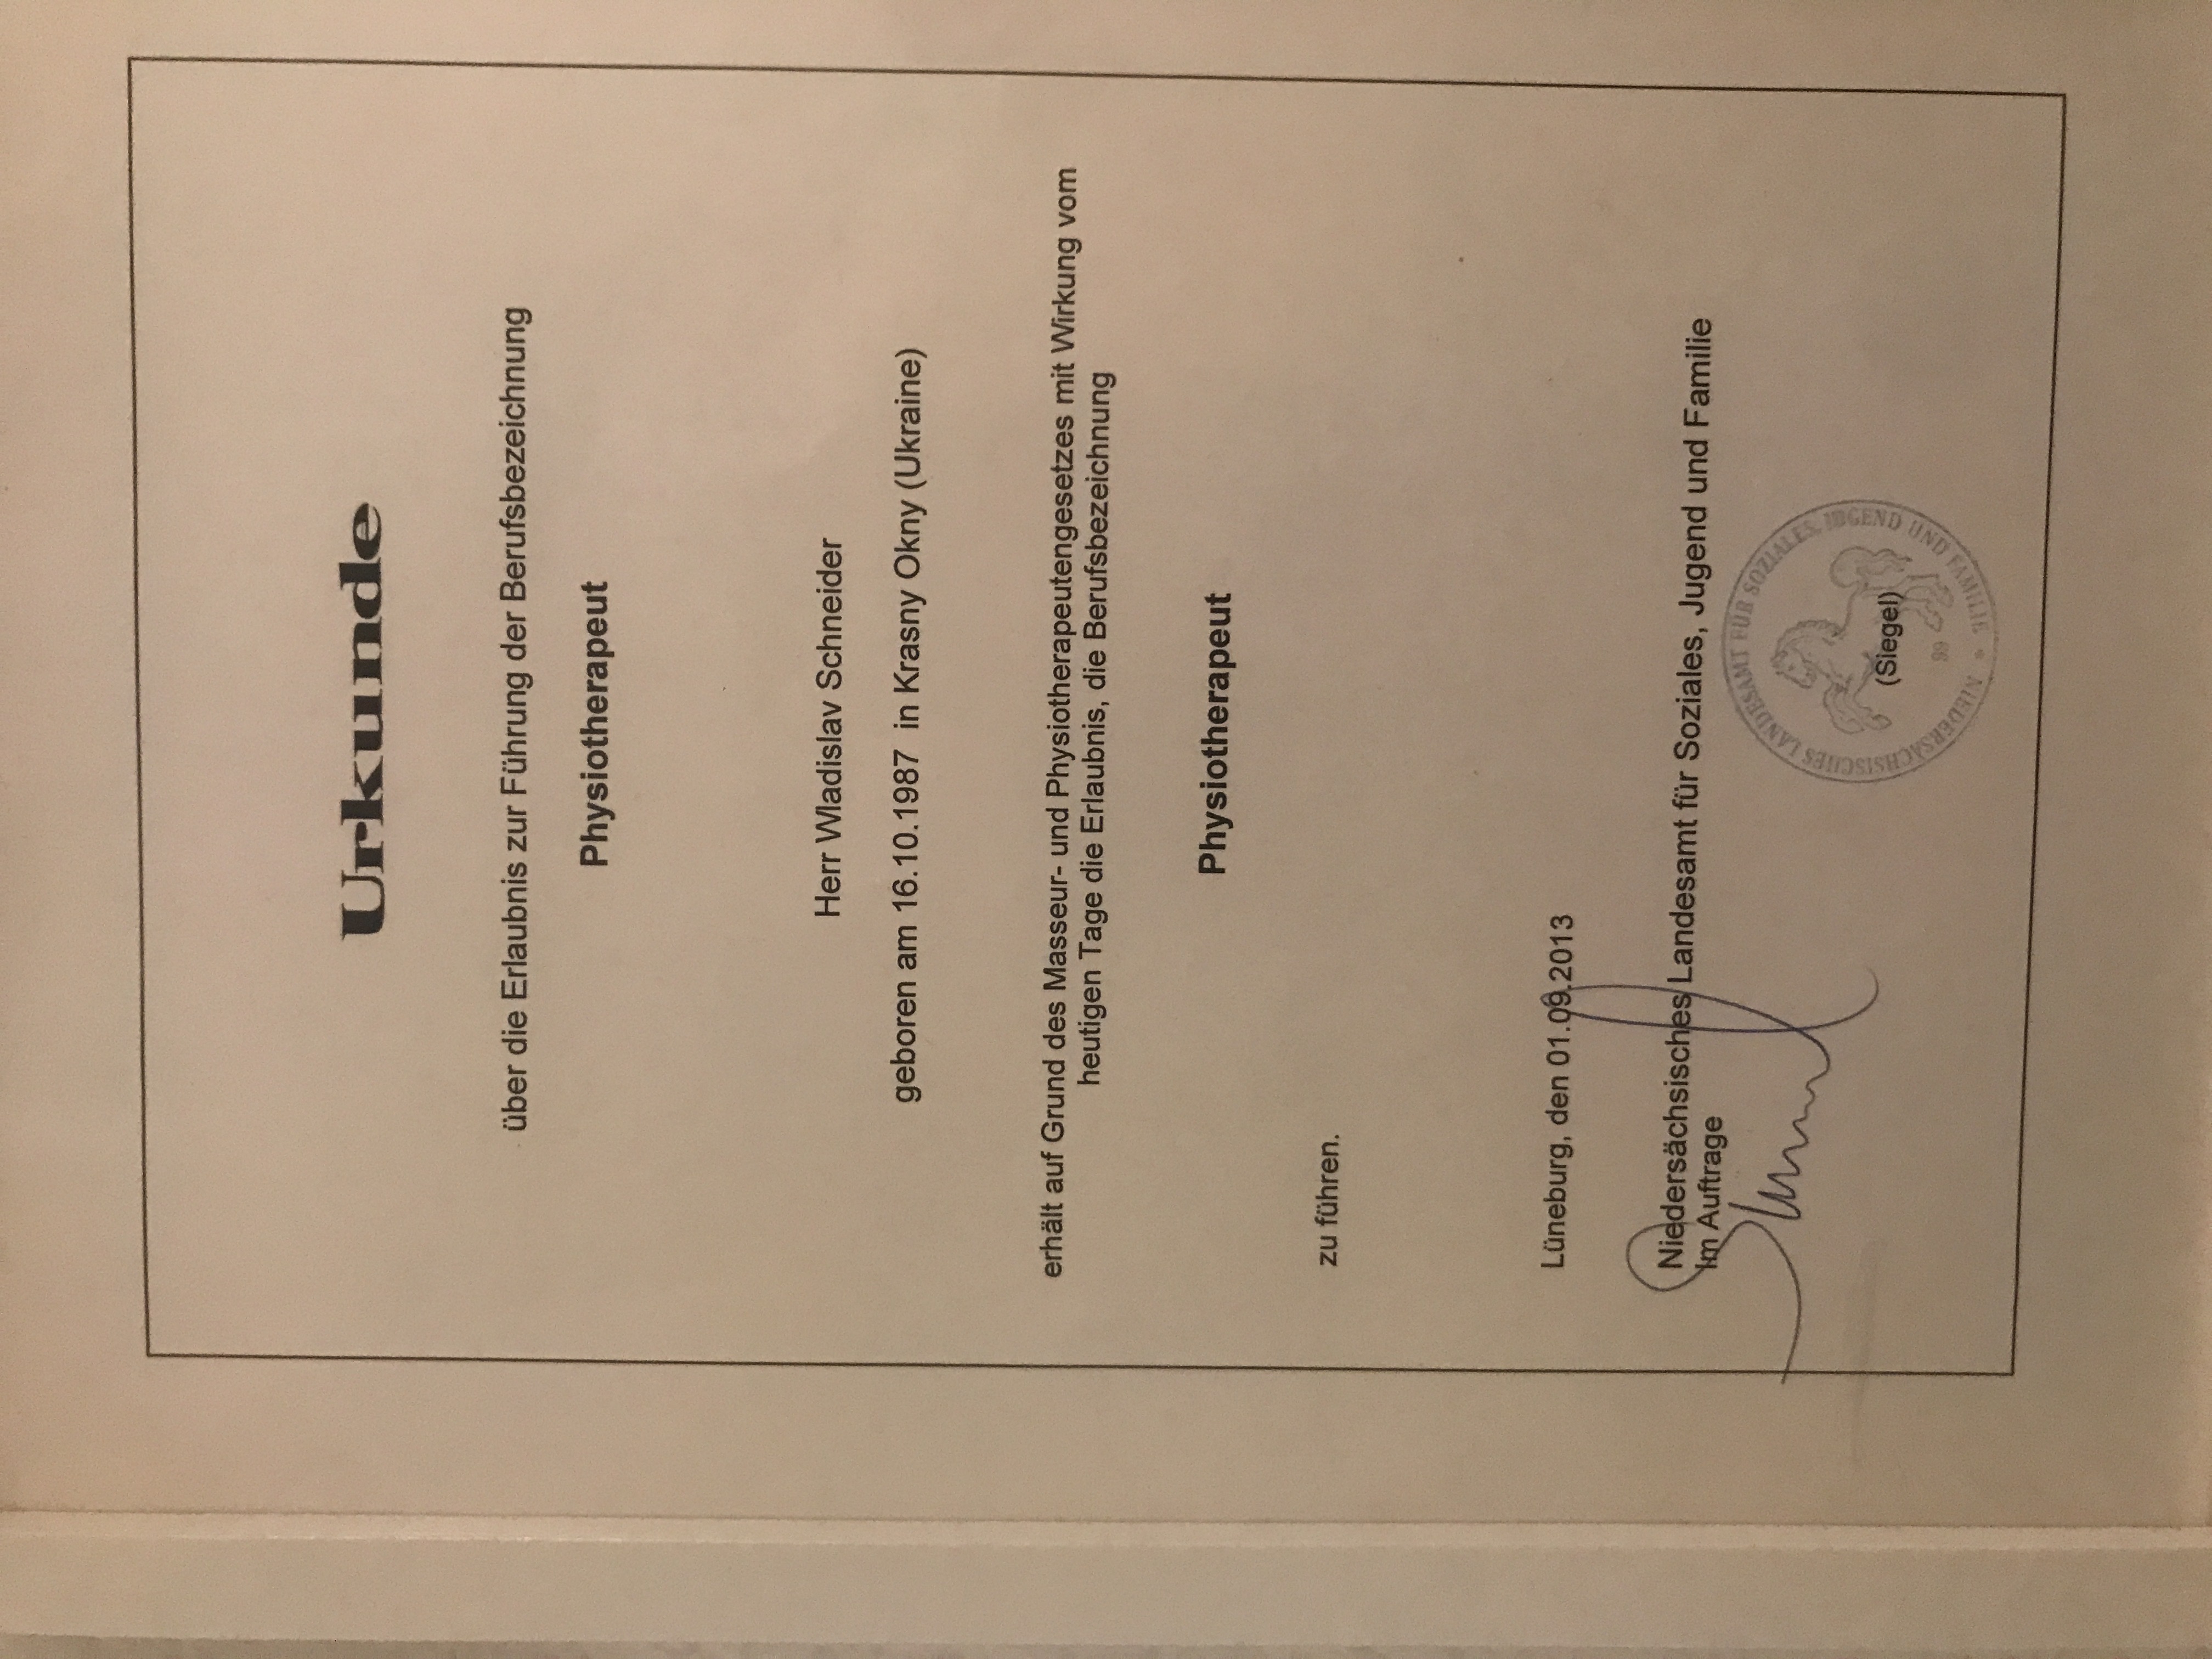 Urkunde
über die Erlaubnis zur Führung der Berufsbezeichnung
Physiotherapeut
Herr Wladislav Schneider
geboren am 16.10.1987 in Krasny Okny (Ukraine)
erhält auf Grund des Masseur- und Physiotherapeutengesetzes mit Wirkung vom
heutigen Tage die Erlaubnis, die Berufsbezeichnung
Physiotherapeut
zu führen.
Lüneburg, den 01.09.2013
Niedersächsisches Landesamt für Soziales, Jugend und Familie
Im Auftrage
NIEDERSÄCHSISCHES LANDESAMT FÜR SOZIALES, JUGEND UND FAMILIE
(Siegel)